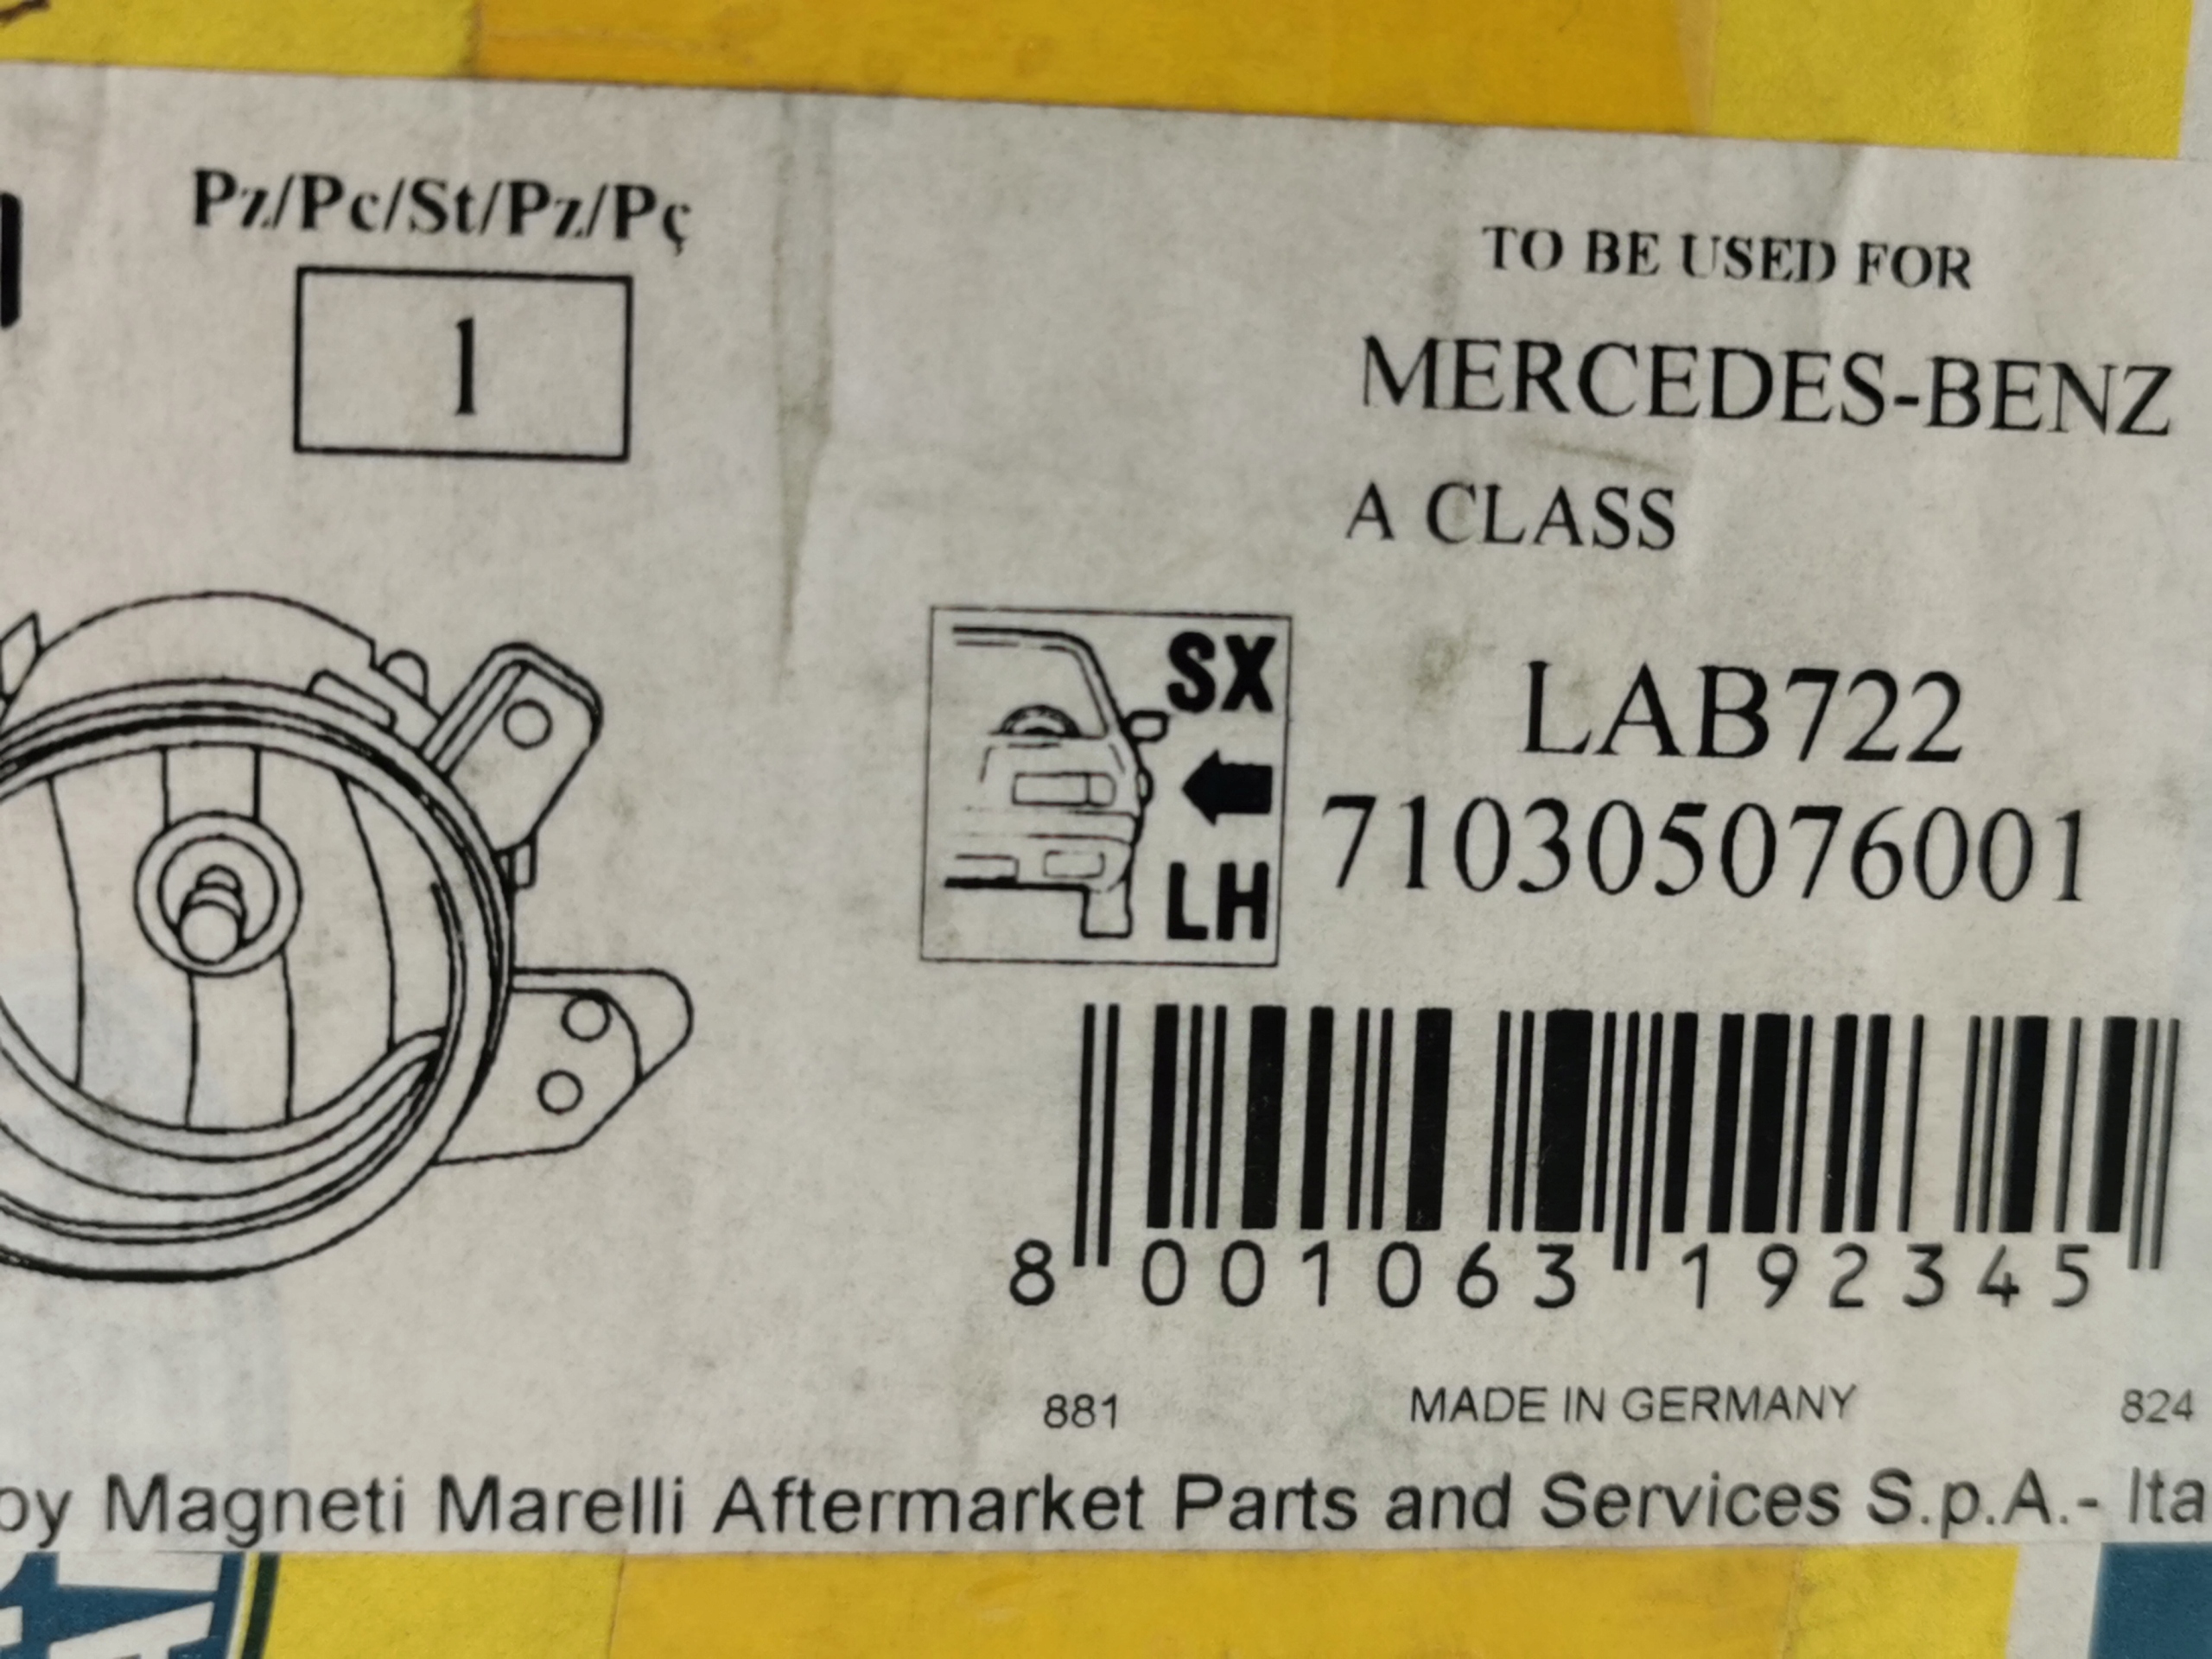 Pz/Pc/St/Pz/Pç
1
TO BE USED FOR
MERCEDES-BENZ
A CLASS
SX
LH
LAB722
710305076001
8 001063 192345
881
MADE IN GERMANY
824
by Magneti Marelli Aftermarket Parts and Services S.p.A.- Ita